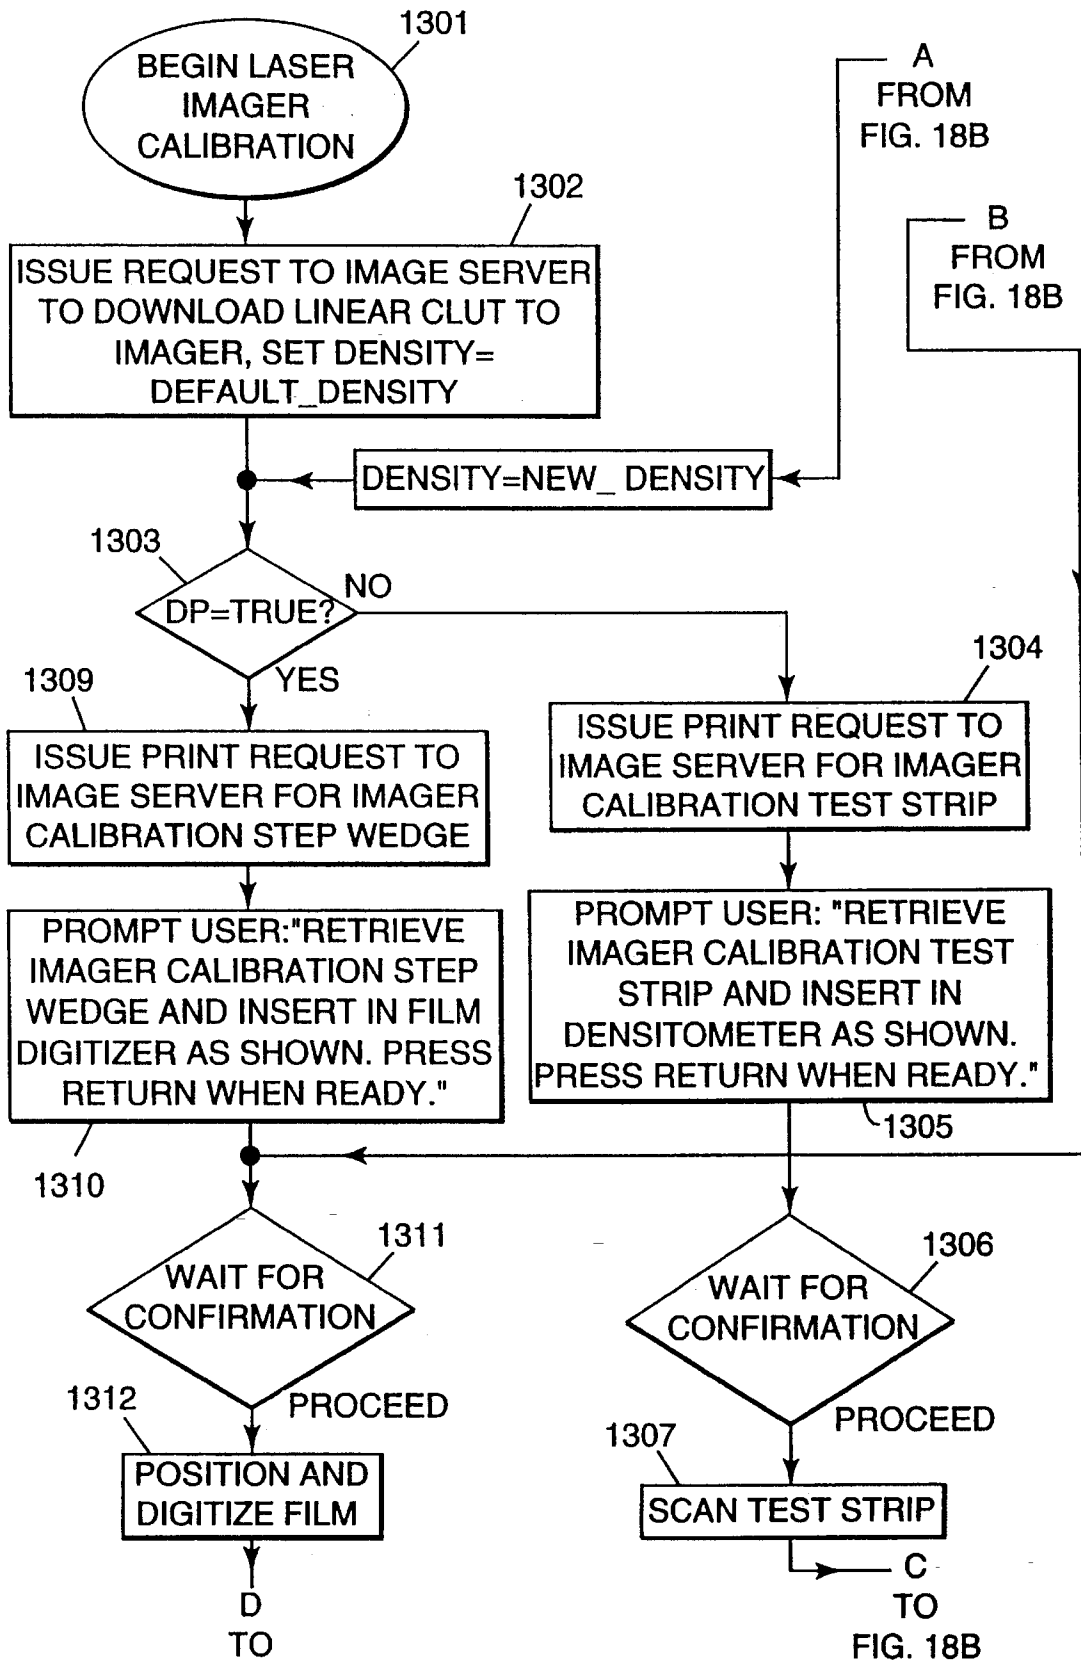 1301
BEGIN LASER
IMAGER
CALIBRATION
A
FROM
FIG. 18B
1302
ISSUE REQUEST TO IMAGE SERVER
TO DOWNLOAD LINEAR CLUT TO
IMAGER, SET DENSITY=
DEFAULT_DENSITY
B
FROM
FIG. 18B
DENSITY=NEW_ DENSITY
1303
DP=TRUE?
NO
YES
1309
ISSUE PRINT REQUEST TO
IMAGE SERVER FOR IMAGER
CALIBRATION STEP WEDGE
1304
ISSUE PRINT REQUEST TO
IMAGE SERVER FOR IMAGER
CALIBRATION TEST STRIP
PROMPT USER:"RETRIEVE
IMAGER CALIBRATION STEP
WEDGE AND INSERT IN FILM
DIGITIZER AS SHOWN. PRESS
RETURN WHEN READY."
1310
PROMPT USER: "RETRIEVE
IMAGER CALIBRATION TEST
STRIP AND INSERT IN
DENSITOMETER AS SHOWN.
PRESS RETURN WHEN READY."
1305
1311
WAIT FOR
CONFIRMATION
PROCEED
1306
WAIT FOR
CONFIRMATION
PROCEED
1312
POSITION AND
DIGITIZE FILM
1307
SCAN TEST STRIP
D
TO
C
TO
FIG. 18B